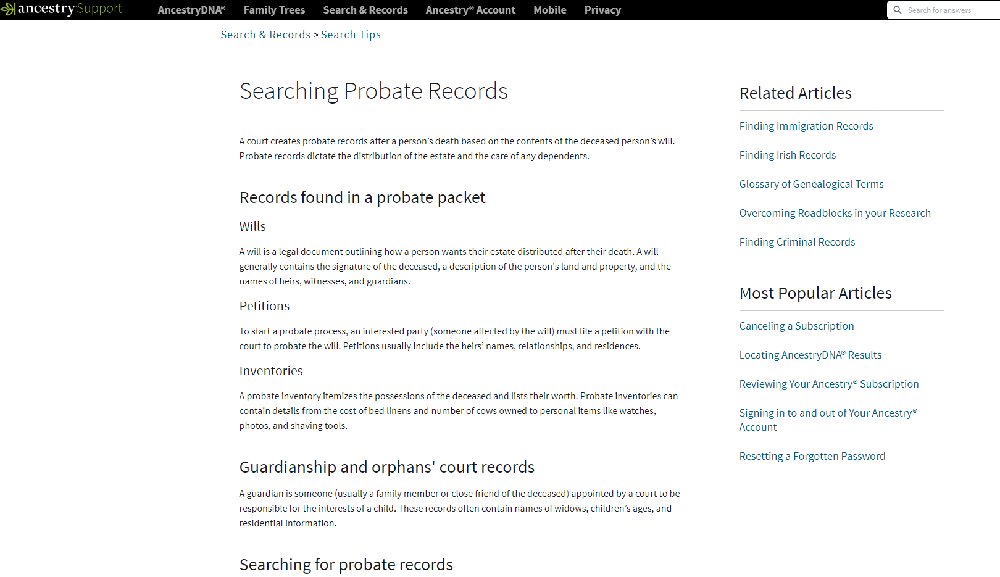 ancestrySupport
AncestryDNA® Family Trees Search & Records Ancestry® Account Mobile Privacy
Search for answers
Search & Records > Search Tips
Searching Probate Records
A court creates probate records after a person’s death based on the contents of the deceased person’s will.
Probate records dictate the distribution of the estate and the care of any dependents.
Records found in a probate packet
Wills
A will is a legal document outlining how a person wants their estate distributed after their death. A will
generally contains the signature of the deceased, a description of the person's land and property, and the
names of heirs, witnesses, and guardians.
Petitions
To start a probate process, an interested party (someone affected by the will) must file a petition with the
court to probate the will. Petitions usually include the heirs’ names, relationships, and residences.
Inventories
A probate inventory itemizes the possessions of the deceased and lists their worth. Probate inventories can
contain details from the cost of bed linens and number of cows owned to personal items like watches,
photos, and shaving tools.
Guardianship and orphans' court records
A guardian is someone (usually a family member or close friend of the deceased) appointed by a court to be
responsible for the interests of a child. These records often contain names of widows, children’s ages, and
residential information.
Searching for probate records
Related Articles
Finding Immigration Records
Finding Irish Records
Glossary of Genealogical Terms
Overcoming Roadblocks in your Research
Finding Criminal Records
Most Popular Articles
Canceling a Subscription
Locating AncestryDNA® Results
Reviewing Your Ancestry® Subscription
Signing in to and out of Your Ancestry®
Account
Resetting a Forgotten Password